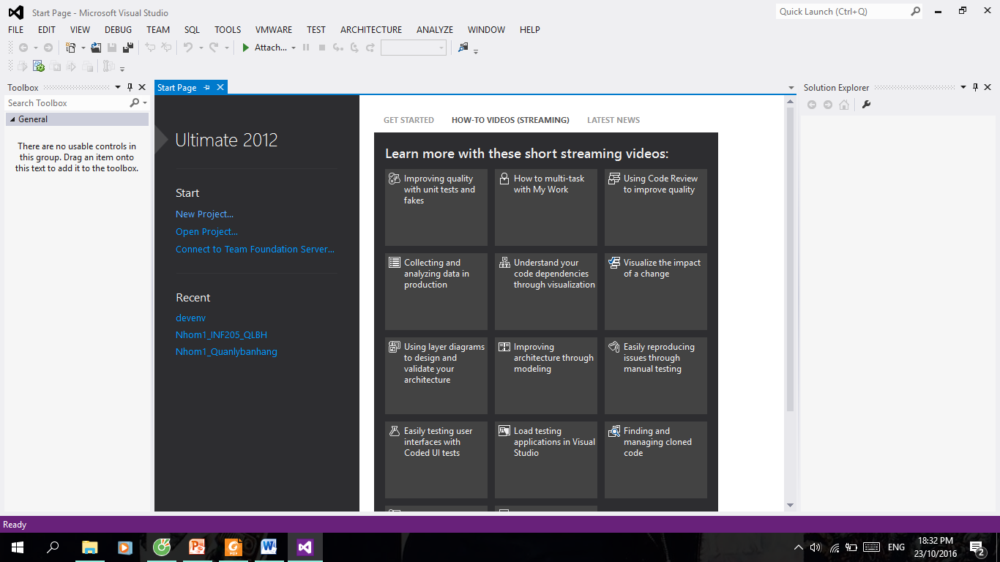 Start Page - Microsoft Visual Studio
Quick Launch (Ctrl+Q)
FILE EDIT VIEW DEBUG TEAM SQL TOOLS VMWARE TEST ARCHITECTURE ANALYZE WINDOW HELP
Attach...
Toolbox
Search Toolbox
General
There are no usable controls in
this group. Drag an item onto
this text to add it to the toolbox.
Start Page
Ultimate 2012
Start
New Project...
Open Project...
Connect to Team Foundation Server...
Recent
devenv
Nhom1_INF205_QLBH
Nhom1_Quanlybanhang
GET STARTED HOW-TO VIDEOS (STREAMING) LATEST NEWS
Learn more with these short streaming videos:
Improving quality
with unit tests and
fakes
How to multi-task
with My Work
Using Code Review
to improve quality
Collecting and
analyzing data in
production
Understand your
code dependencies
through visualization
Visualize the impact
of a change
Using layer diagrams
to design and
validate your
architecture
Improving
architecture through
modeling
Easily reproducing
issues through
manual testing
Easily testing user
interfaces with
Coded UI tests
Load testing
applications in Visual
Studio
Finding and
managing cloned
code
Solution Explorer
Ready
ENG
18:32 PM
23/10/2016
2